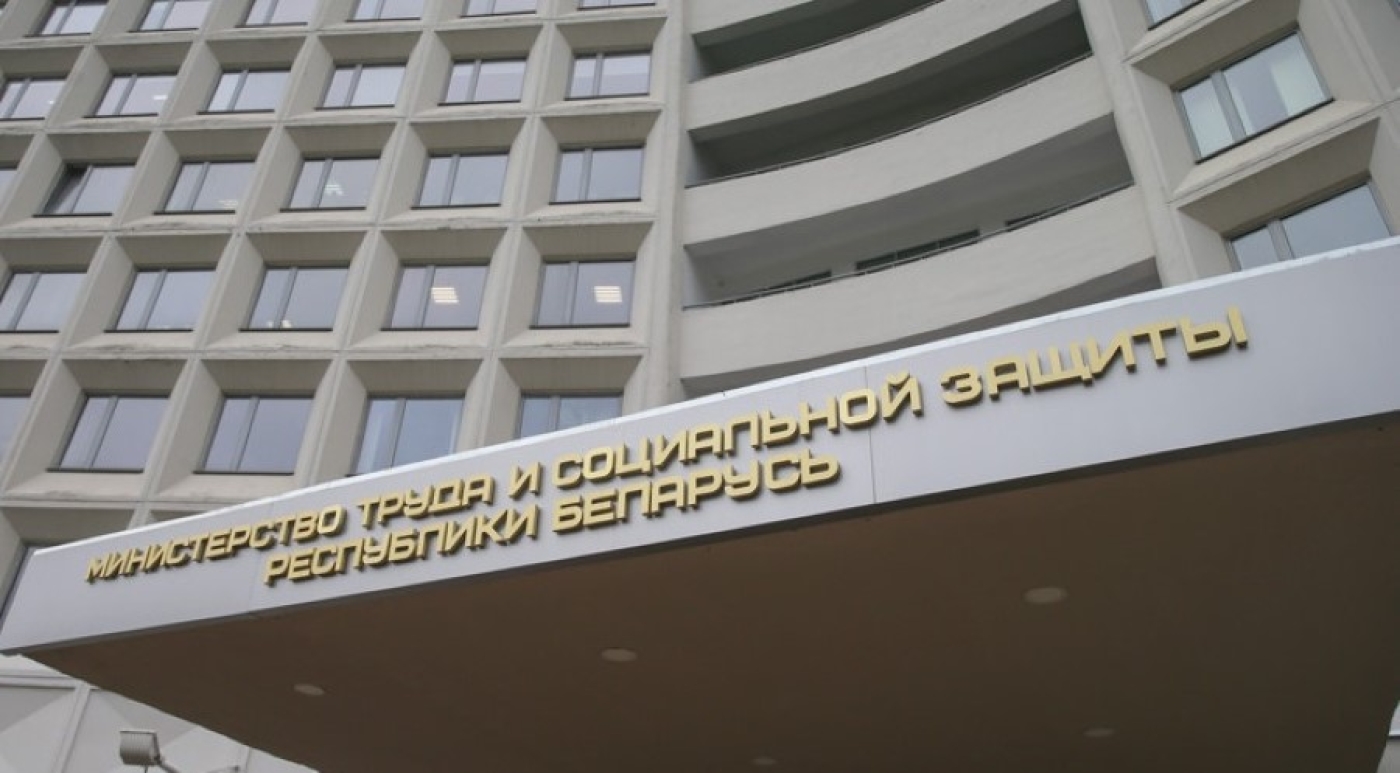 МИНИСТЕРСТВО ТРУДА И СОЦИАЛЬНОЙ ЗАЩИТЫ
РЕСПУБЛИКИ БЕЛАРУСЬ